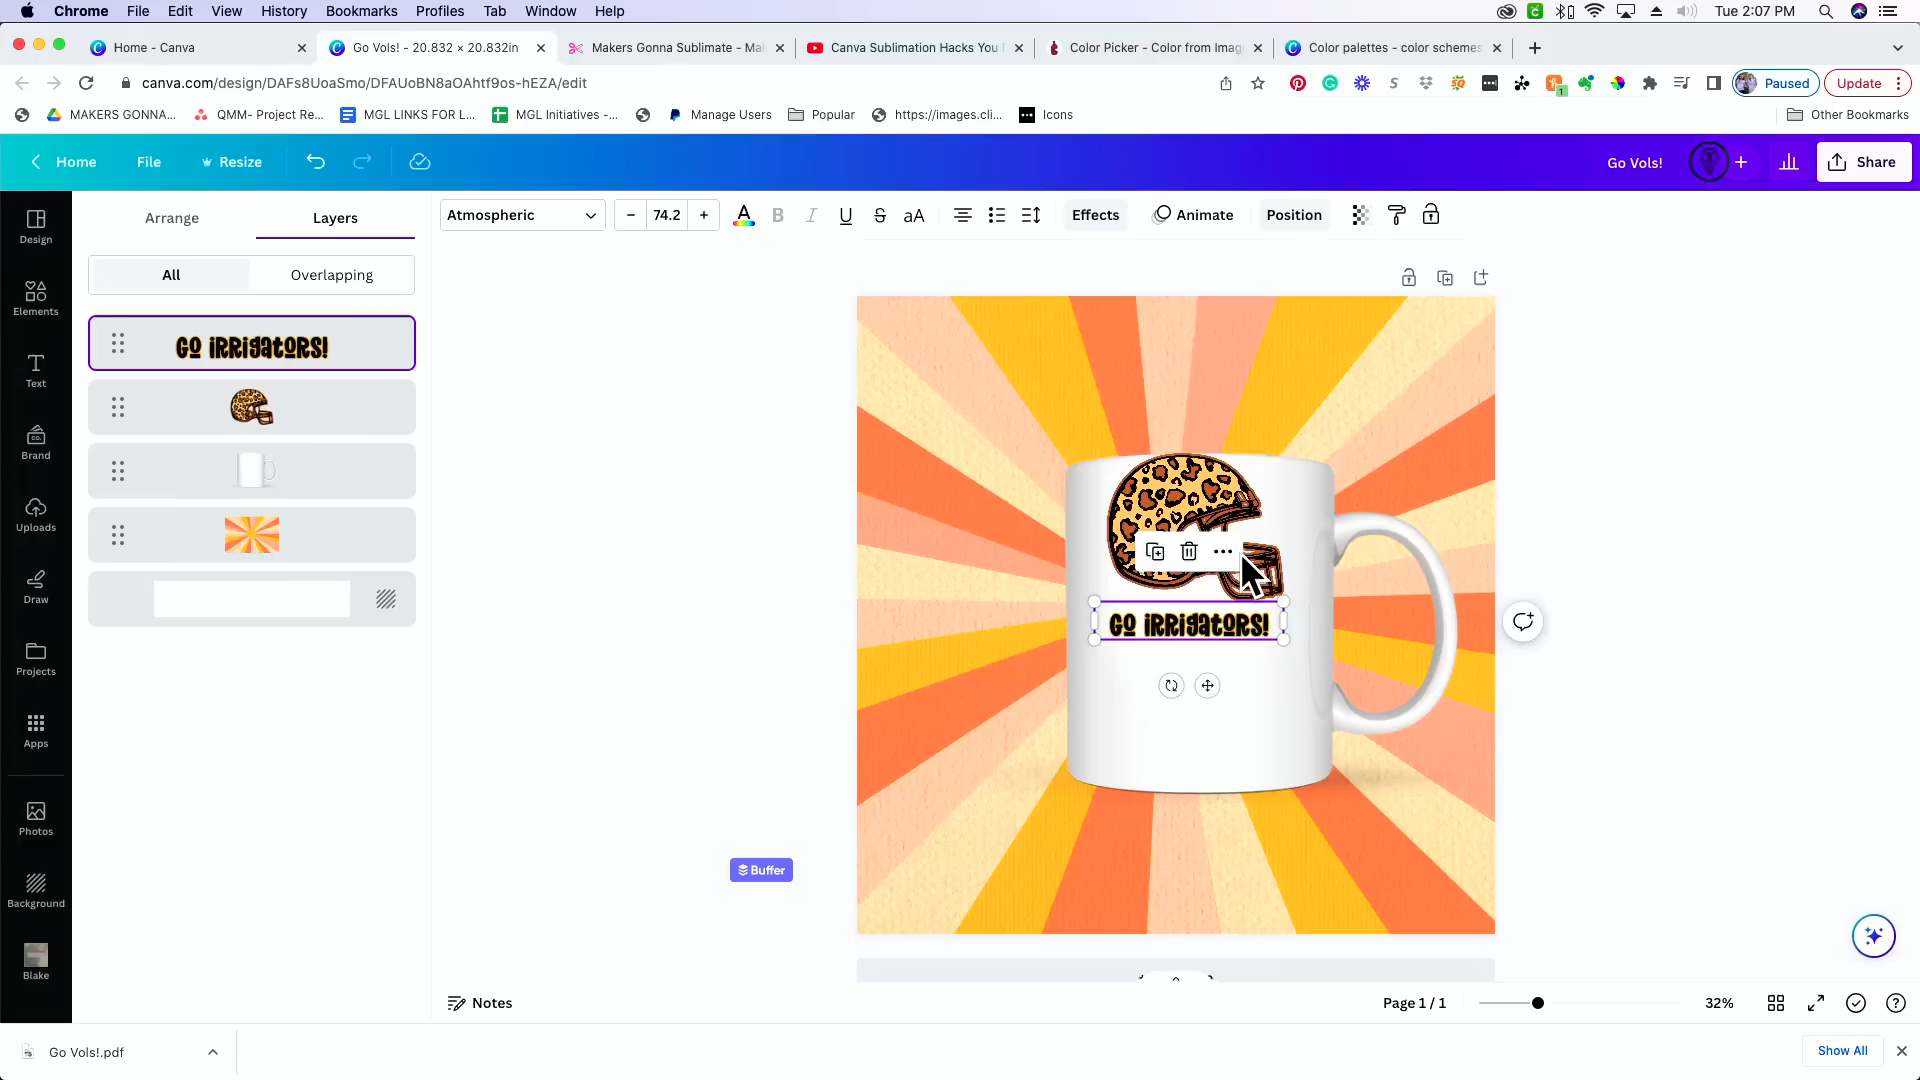 Chrome File Edit View History Bookmarks Profiles Tab Window Help
Tue 2:07 PM
Home - Canva
Go Vols! - 20.832 × 20.832in
Makers Gonna Sublimate - Mak
Canva Sublimation Hacks You
Color Picker - Color from Imag
Color palettes - color schemes
canva.com/design/DAFs8UoaSmo/DFAUoBN8aOAhtf9os-hEZA/edit
1
Paused
Update
MAKERS GONNA...
QMM- Project Re...
MGL LINKS FOR L...
MGL Initiatives -...
Manage Users
Popular
https://images.cli...
Icons
Other Bookmarks
Home
File
Resize
Go Vols!
Share
Design
Elements
Text
Brand
Uploads
Draw
Projects
Apps
Photos
Background
Blake
Arrange
Layers
All
Overlapping
GO IRRIGATORS!
Atmospheric
- 74.2 +
A B I U S aA
Effects
Animate
Position
GO IRRIGATORS!
Buffer
Notes
Page 1 / 1
32%
Go Vols!.pdf
Show All